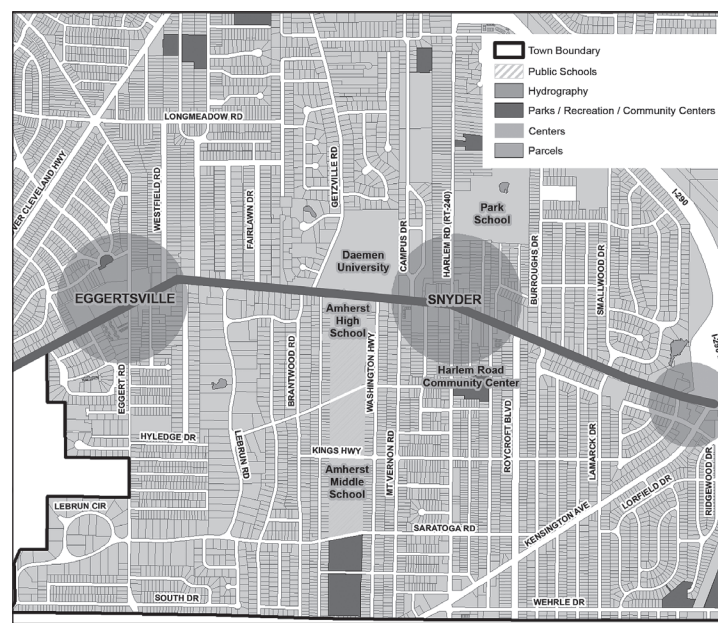 Town Boundary
Public Schools
Hydrography
Parks / Recreation / Community Centers
Centers
Parcels
LONGMEADOW RD
WESTFIELD RD
FAIRLAWN DR
GETZVILLE RD
CAMPUS DR
HARLEM RD (RT-240)
Park
School
I-290
VER CLEVELAND HWY
Daemen
University
BURROUGHS DR
SMALLWOOD DR
EGGERTSVILLE
SNYDER
Amherst
High
School
WASHINGTON HWY
Harlem Road
Community Center
EGGERT RD
BRANTWOOD RD
HYLEDGE DR
LEBRUN RD
KINGS HWY
MT VERNON RD
ROYCROFT BLVD
LAMARCK DR
LORFIELD DR
RIDGEWOOD DR
Amherst
Middle
School
LEBRUN CIR
SARATOGA RD
KENSINGTON AVE
SOUTH DR
WEHRLE DR